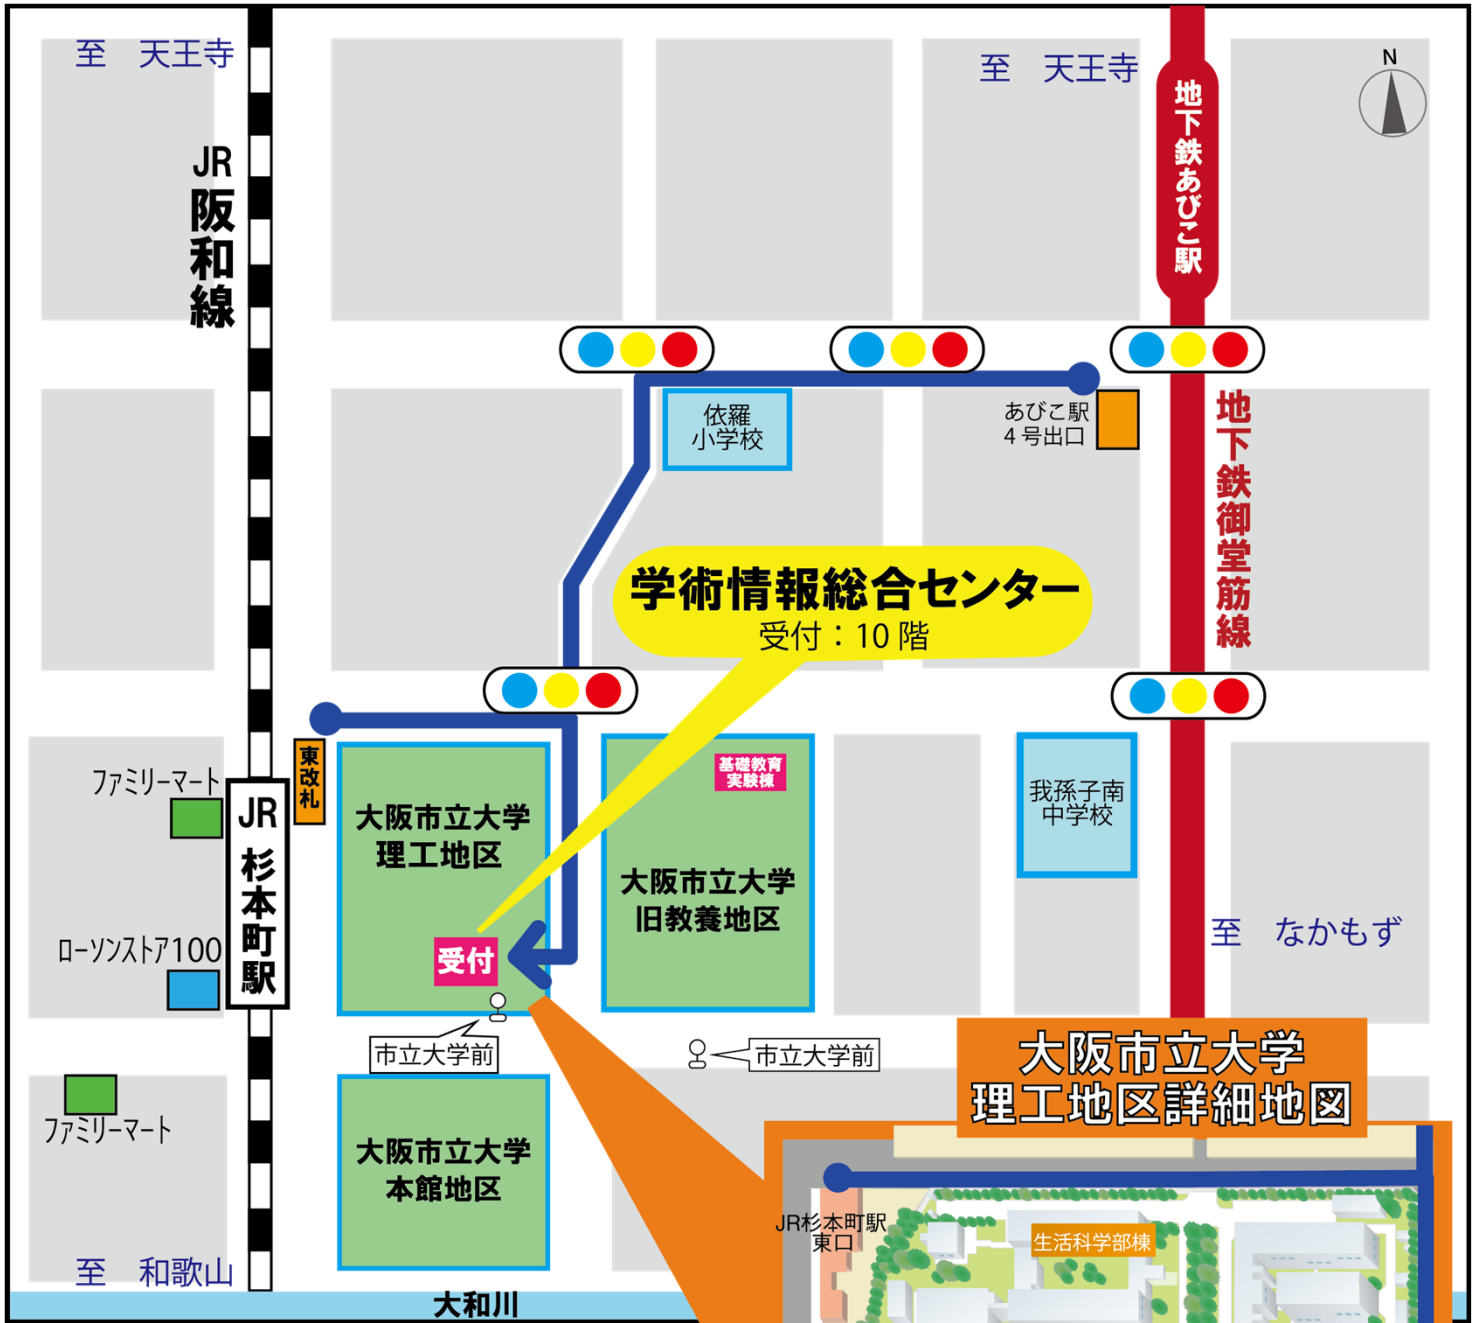 至　天王寺
至　天王寺
N
地下鉄あびこ駅
JR
阪和線
依羅
小学校
あびこ駅
4号出口
地下鉄御堂筋線
学術情報総合センター
受付：10階
東改札
ファミリーマート
JR
杉本町駅
大阪市立大学
理工地区
基礎教育
実験棟
大阪市立大学
旧教養地区
我孫子南
中学校
至　なかもず
ローソンストア100
受付
市立大学前
市立大学前
大阪市立大学
理工地区詳細地図
ファミリーマート
大阪市立大学
本館地区
JR杉本町駅
東口
生活科学部棟
至　和歌山
大和川